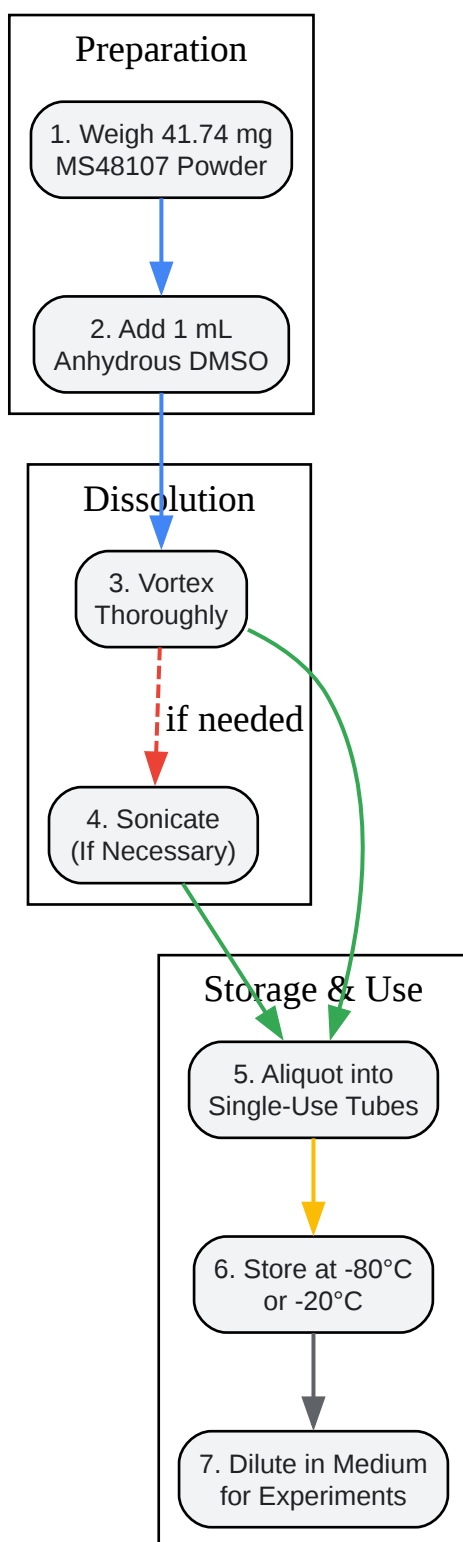 Preparation
1. Weigh 41.74 mg
MS48107 Powder
2. Add 1 mL
Anhydrous DMSO
Dissolution
3. Vortex
Thoroughly
if needed
4. Sonicate
(If Necessary)
Storage & Use
5. Aliquot into
Single-Use Tubes
6. Store at -80°C
or -20°C
7. Dilute in Medium
for Experiments